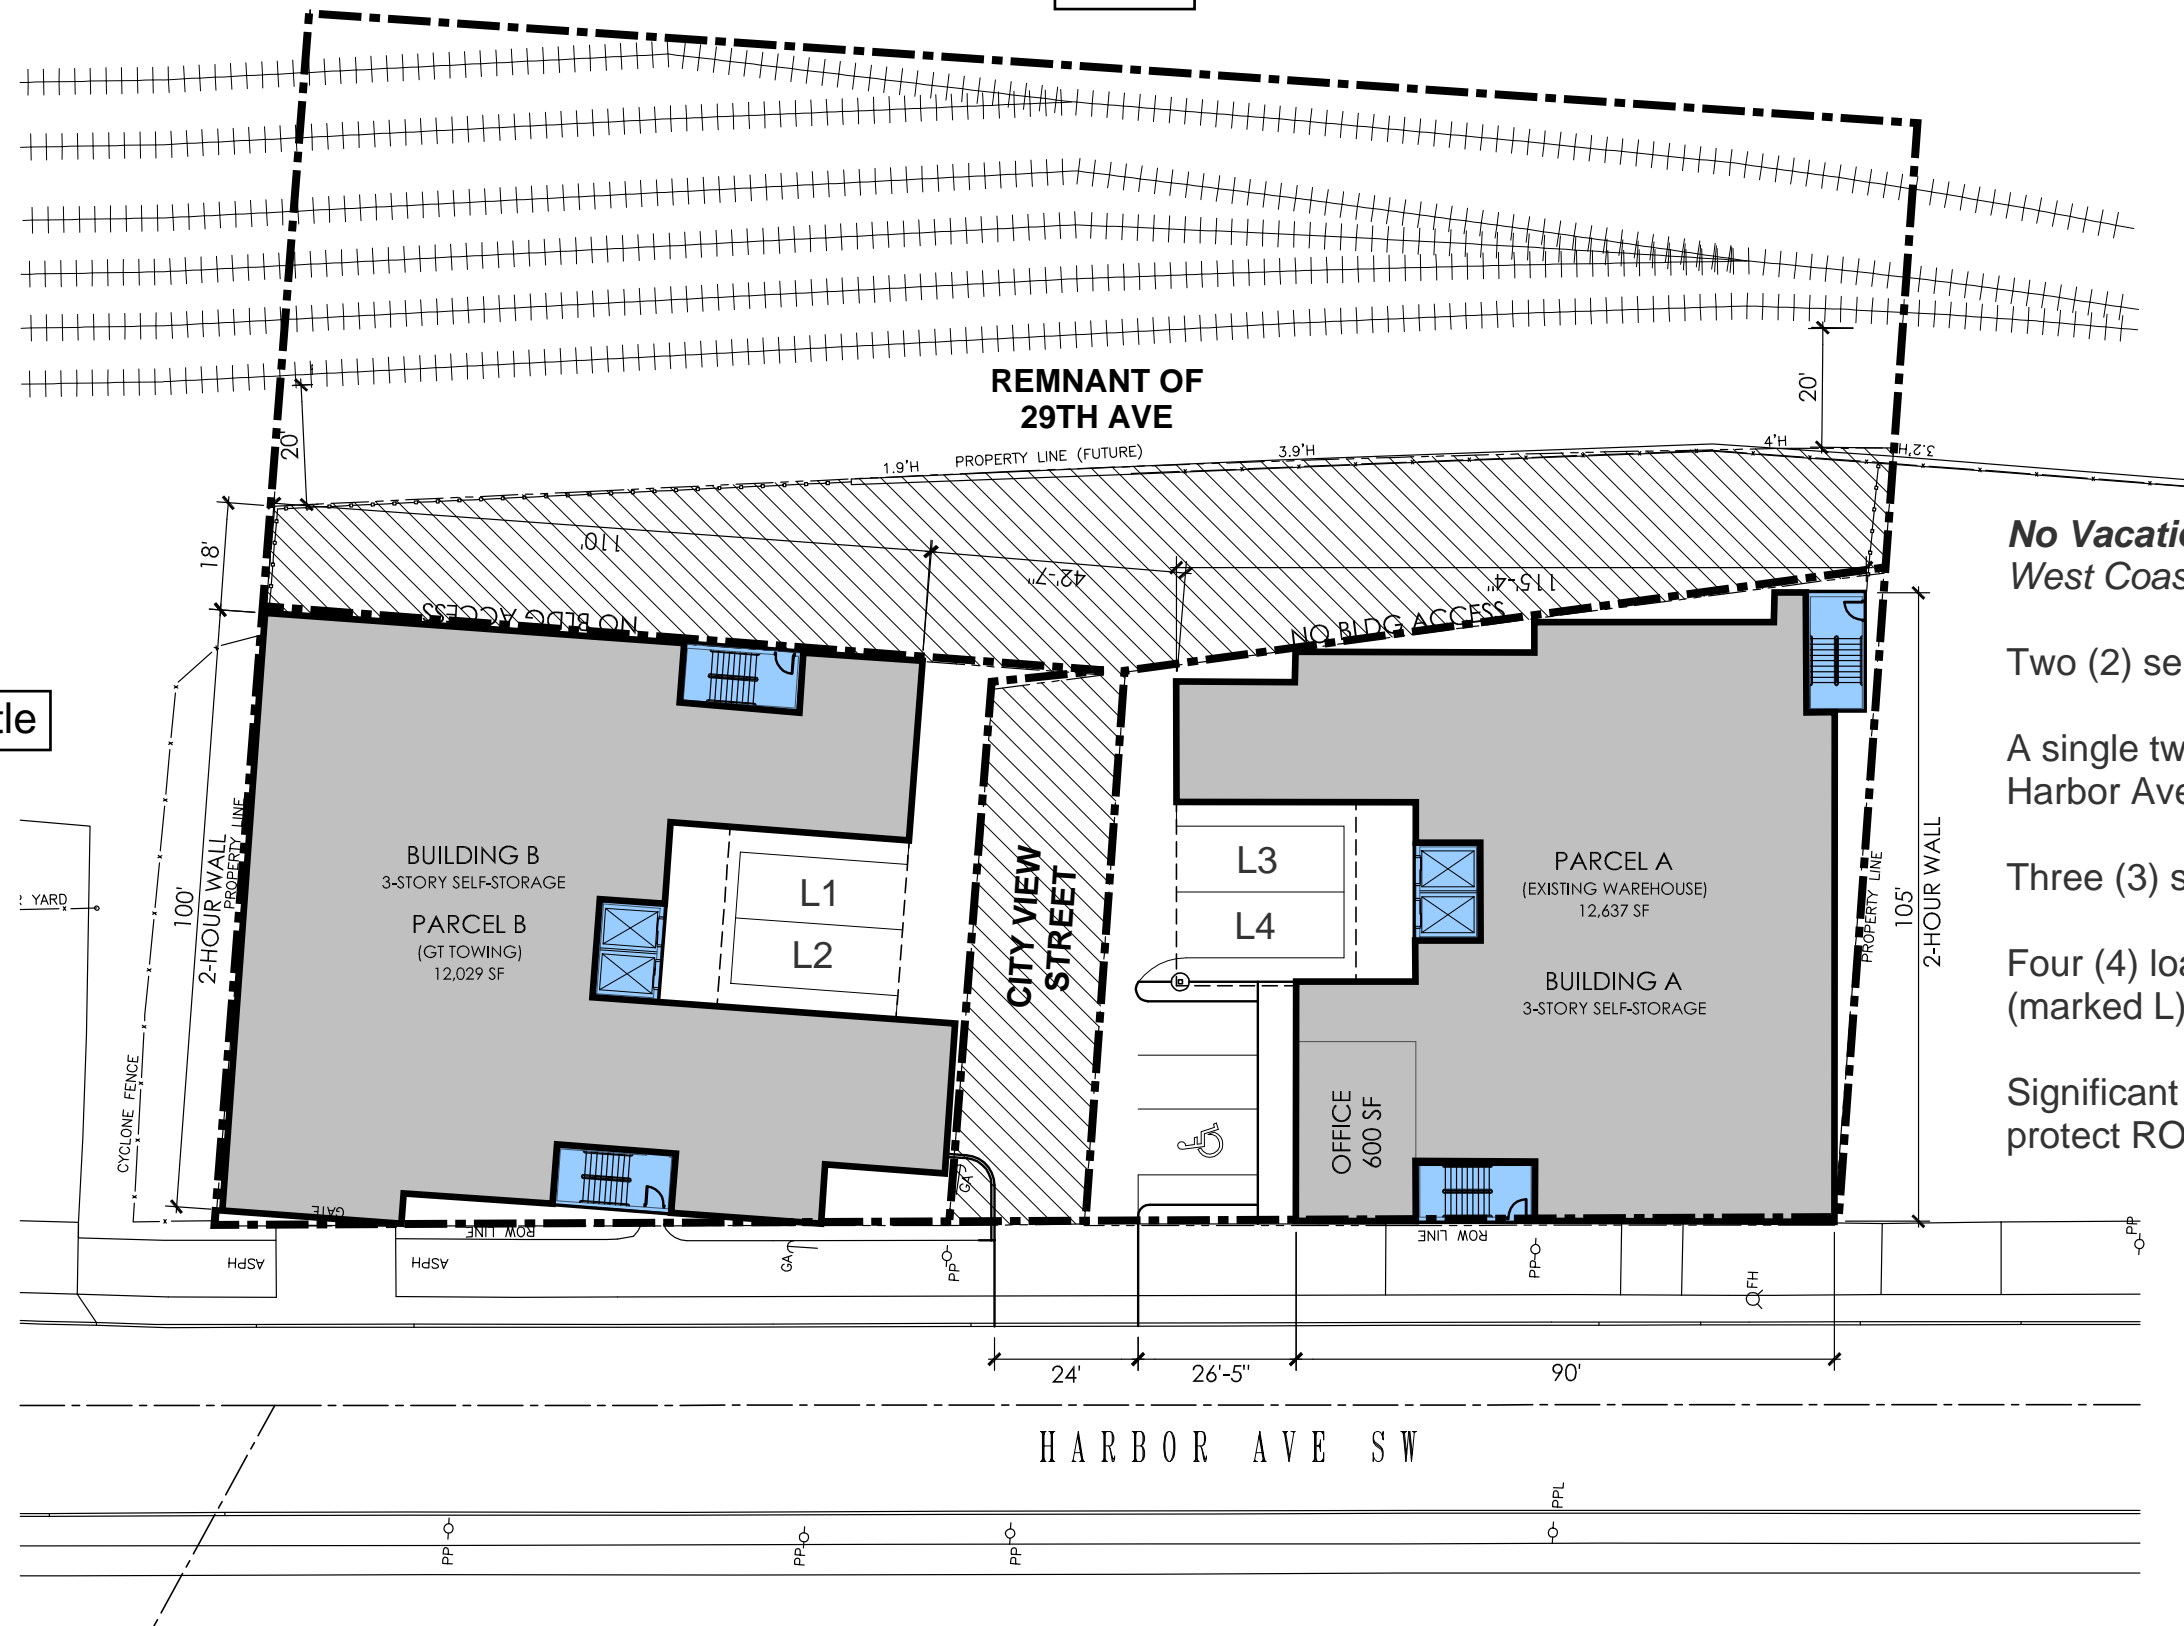 REMNANT OF
29TH AVE
20'
20'
1.9'H
PROPERTY LINE (FUTURE)
3.9'H
4'H
3.2'H
18'
110'
42'-7"
115'-4"
NO BLDG ACCESS
NO BLDG ACCESS
No Vacati
West Coas
Two (2) se
A single tw
Harbor Ave
Three (3) s
Four (4) loa
(marked L)
Significant
protect RO
tle
YARD
CYCLONE FENCE
100'
2-HOUR WALL
PROPERTY LINE
BUILDING B
3-STORY SELF-STORAGE
PARCEL B
(GT TOWING)
12,029 SF
L1
L2
CITY VIEW
STREET
L3
L4
PARCEL A
(EXISTING WAREHOUSE)
12,637 SF
BUILDING A
3-STORY SELF-STORAGE
OFFICE
600 SF
PROPERTY LINE
105'
2-HOUR WALL
GATE
ROW LINE
GA
ROW LINE
ASPH
ASPH
GA
PP
PP
FH
PP
24'
26'-5"
90'
HARBOR AVE SW
PP
PP
PP
PPL